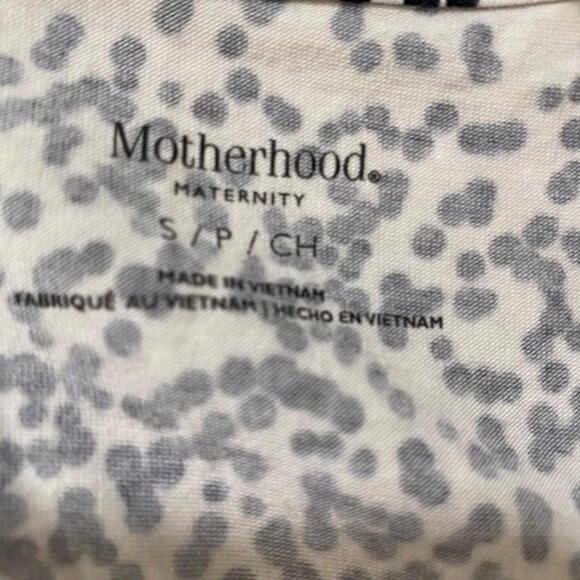 Motherhood®
MATERNITY
S / P / CH
MADE IN VIETNAM
FABRIQUÉ AU VIETNAM | HECHO EN VIETNAM